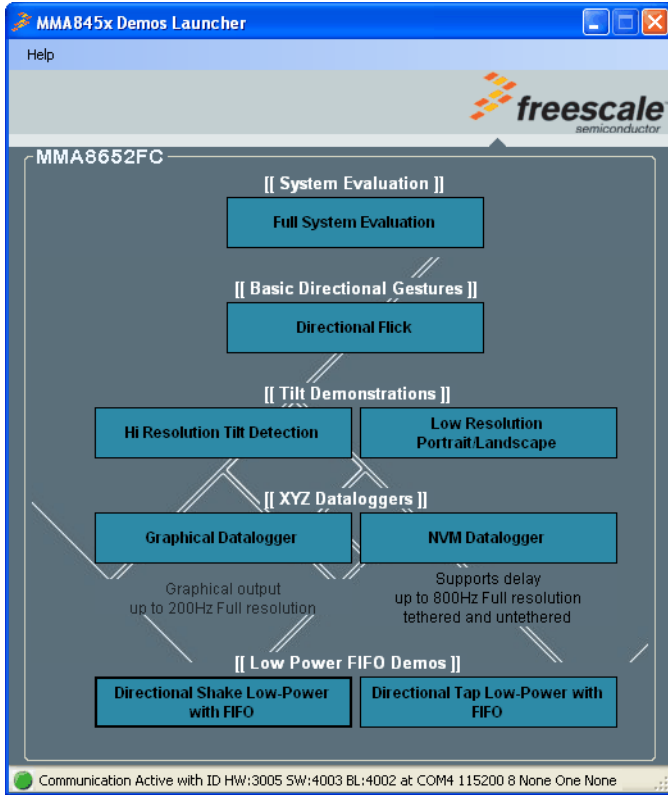 MMA845x Demos Launcher
Help
freescale
semiconductor
MMA8652FC
[[ System Evaluation ]]
Full System Evaluation
[[ Basic Directional Gestures ]]
Directional Flick
[[ Tilt Demonstrations ]]
Hi Resolution Tilt Detection
Low Resolution
Portrait/Landscape
[[ XYZ Dataloggers ]]
Graphical Datalogger
NVM Datalogger
Graphical output
up to 200Hz Full resolution
Supports delay
up to 800Hz Full resolution
tethered and untethered
[[ Low Power FIFO Demos ]]
Directional Shake Low-Power
with FIFO
Directional Tap Low-Power with
FIFO
Communication Active with ID HW:3005 SW:4003 BL:4002 at COM4 115200 8 None One None